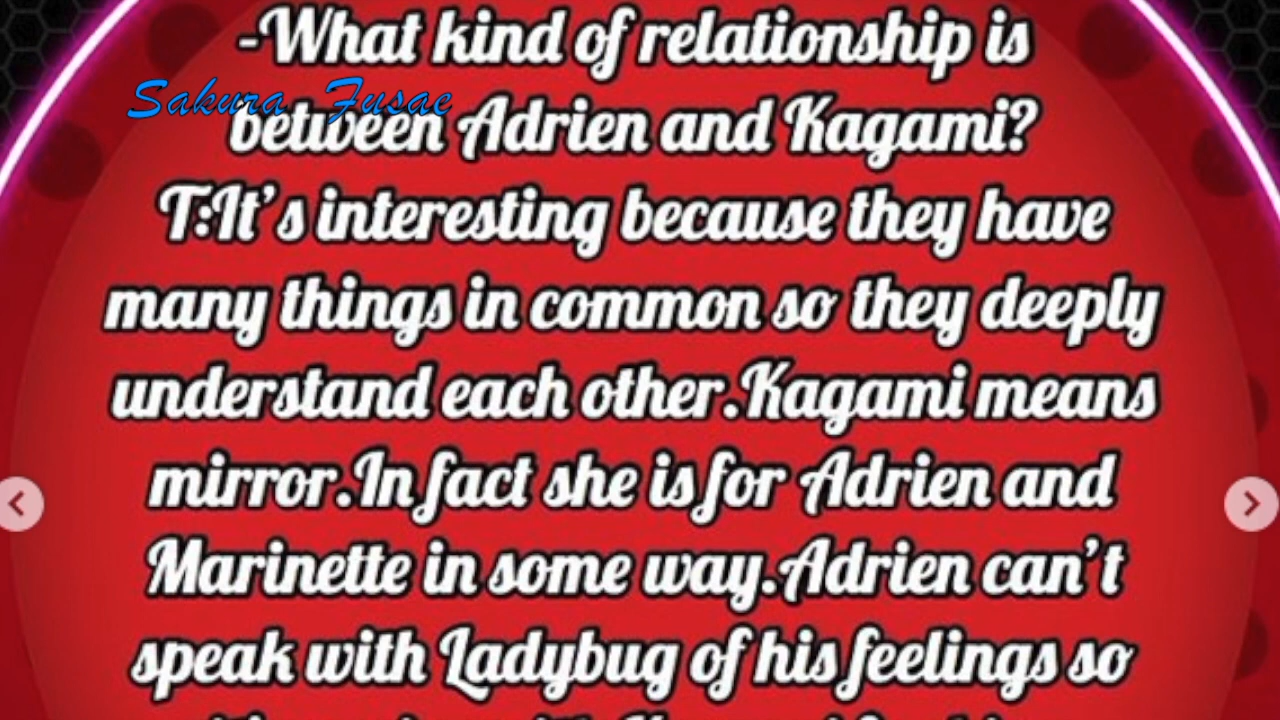 -What kind of relationship is
Sakura Fusae
between Adrien and Kagami?
T:It's interesting because they have
many things in common so they deeply
understand each other.Kagami means
mirror.In fact she is for Adrien and
Marinette in some way.Adrien can't
speak with Ladybug of his feelings so